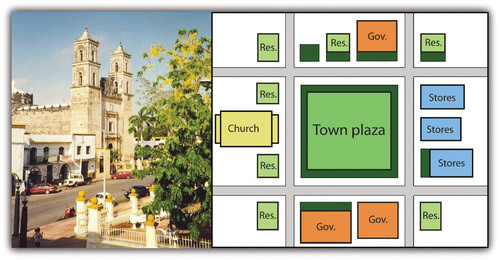 Res.
Res.
Gov.
Res.
Res.
Stores
Church
Town plaza
Stores
Res.
Stores
Res.
Gov.
Gov.
Res.